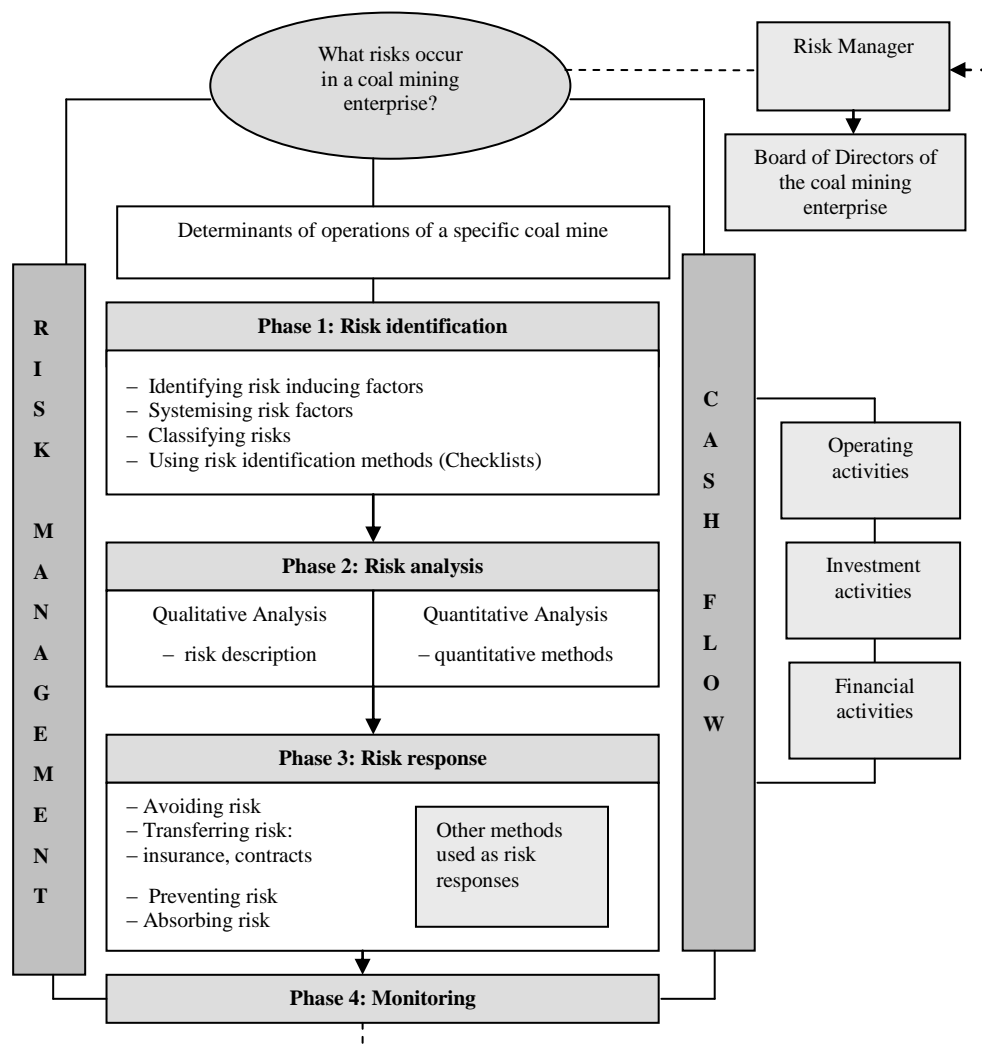 What risks occur
in a coal mining
enterprise?
Risk Manager
Board of Directors of
the coal mining
enterprise
Determinants of operations of a specific coal mine
RISK MANAGEMENT
Phase 1: Risk identification
– Identifying risk inducing factors
– Systemising risk factors
– Classifying risks
– Using risk identification methods (Checklists)
Phase 2: Risk analysis
Qualitative Analysis
– risk description
Quantitative Analysis
– quantitative methods
Phase 3: Risk response
– Avoiding risk
– Transferring risk:
– insurance, contracts
– Preventing risk
– Absorbing risk
Other methods
used as risk
responses
Phase 4: Monitoring
CASH FLOW
Operating
activities
Investment
activities
Financial
activities